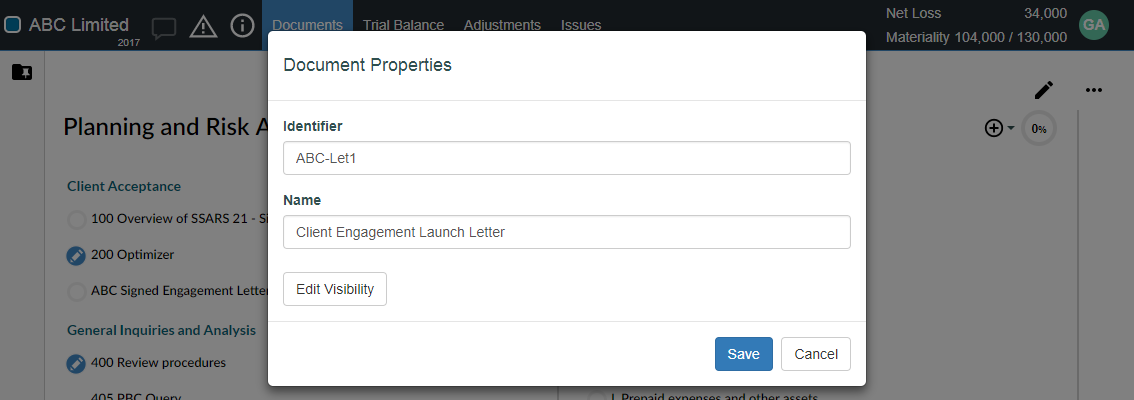 ABC Limited
2017
Documents
Trial Balance
Adjustments
Issues
Net Loss 34,000
Materiality 104,000 / 130,000
GA
Document Properties
Planning and Risk A
0%
Identifier
ABC-Let1
Client Acceptance
Name
100 Overview of SSARS 21 - Si
Client Engagement Launch Letter
200 Optimizer
ABC Signed Engagement Letter
Edit Visibility
General Inquiries and Analysis
400 Review procedures
Save
Cancel
405 PBC Query
L Prepaid expenses and other assets